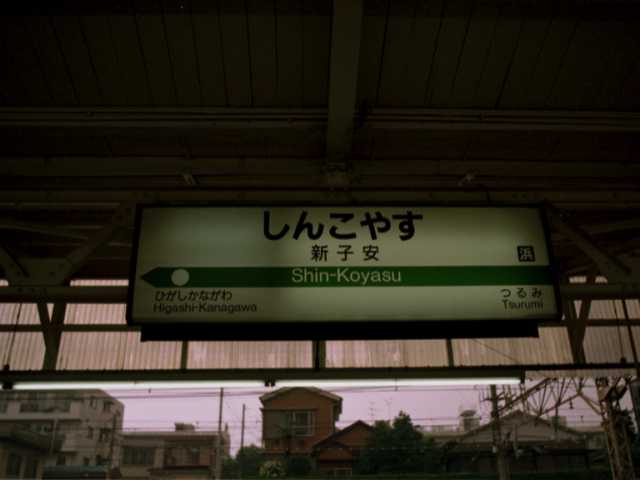 しんこやす
新子安
浜
Shin-Koyasu
ひがしかながわ
Higashi-Kanagawa
つるみ
Tsurumi